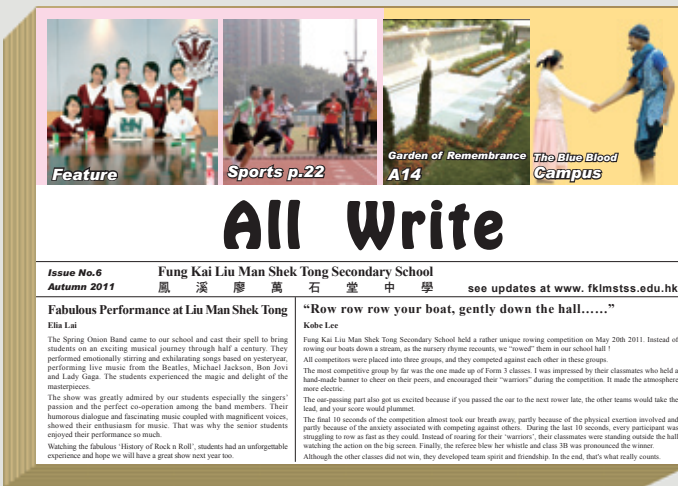 Feature
Sports p.22
Garden of Remembrance
A14
The Blue Blood
Campus
All Write
Issue No.6
Autumn 2011
Fung Kai Liu Man Shek Tong Secondary School
鳳 溪 廖 萬 石 堂 中 學
see updates at www. fklmstss.edu.hk
Fabulous Performance at Liu Man Shek Tong
Elia Lai
The Spring Onion Band came to our school and cast their spell to bring
students on an exciting musical journey through half a century. They
performed emotionally stirring and exhilarating songs based on yesteryear,
performing live music from the Beatles, Michael Jackson, Bon Jovi
and Lady Gaga. The students experienced the magic and delight of the
masterpieces.
The show was greatly admired by our students especially the singers'
passion and the perfect co-operation among the band members. Their
humorous dialogue and fascinating music coupled with magnificent voices,
showed their enthusiasm for music. That was why the senior students
enjoyed their performance so much.
Watching the fabulous 'History of Rock n Roll', students had an unforgettable
experience and hope we will have a great show next year too.
"Row row row your boat, gently down the hall……"
Kobe Lee
Fung Kai Liu Man Shek Tong Secondary School held a rather unique rowing competition on May 20th 2011. Instead of
rowing our boats down a stream, as the nursery rhyme recounts, we "rowed" them in our school hall !
All competitors were placed into three groups, and they competed against each other in these groups.
The most competitive group by far was the one made up of Form 3 classes. I was impressed by their classmates who held a
hand-made banner to cheer on their peers, and encouraged their "warriors" during the competition. It made the atmosphere
more electric.
The oar-passing part also got us excited because if you passed the oar to the next rower late, the other teams would take the
lead, and your score would plummet.
The final 10 seconds of the competition almost took our breath away, partly because of the physical exertion involved and
partly because of the anxiety associated with competing against others. During the last 10 seconds, every participant was
struggling to row as fast as they could. Instead of roaring for their 'warriors', their classmates were standing outside the hall
watching the action on the big screen. Finally, the referee blew her whistle and class 3B was pronounced the winner.
Although the other classes did not win, they developed team spirit and friendship. In the end, that's what really counts.